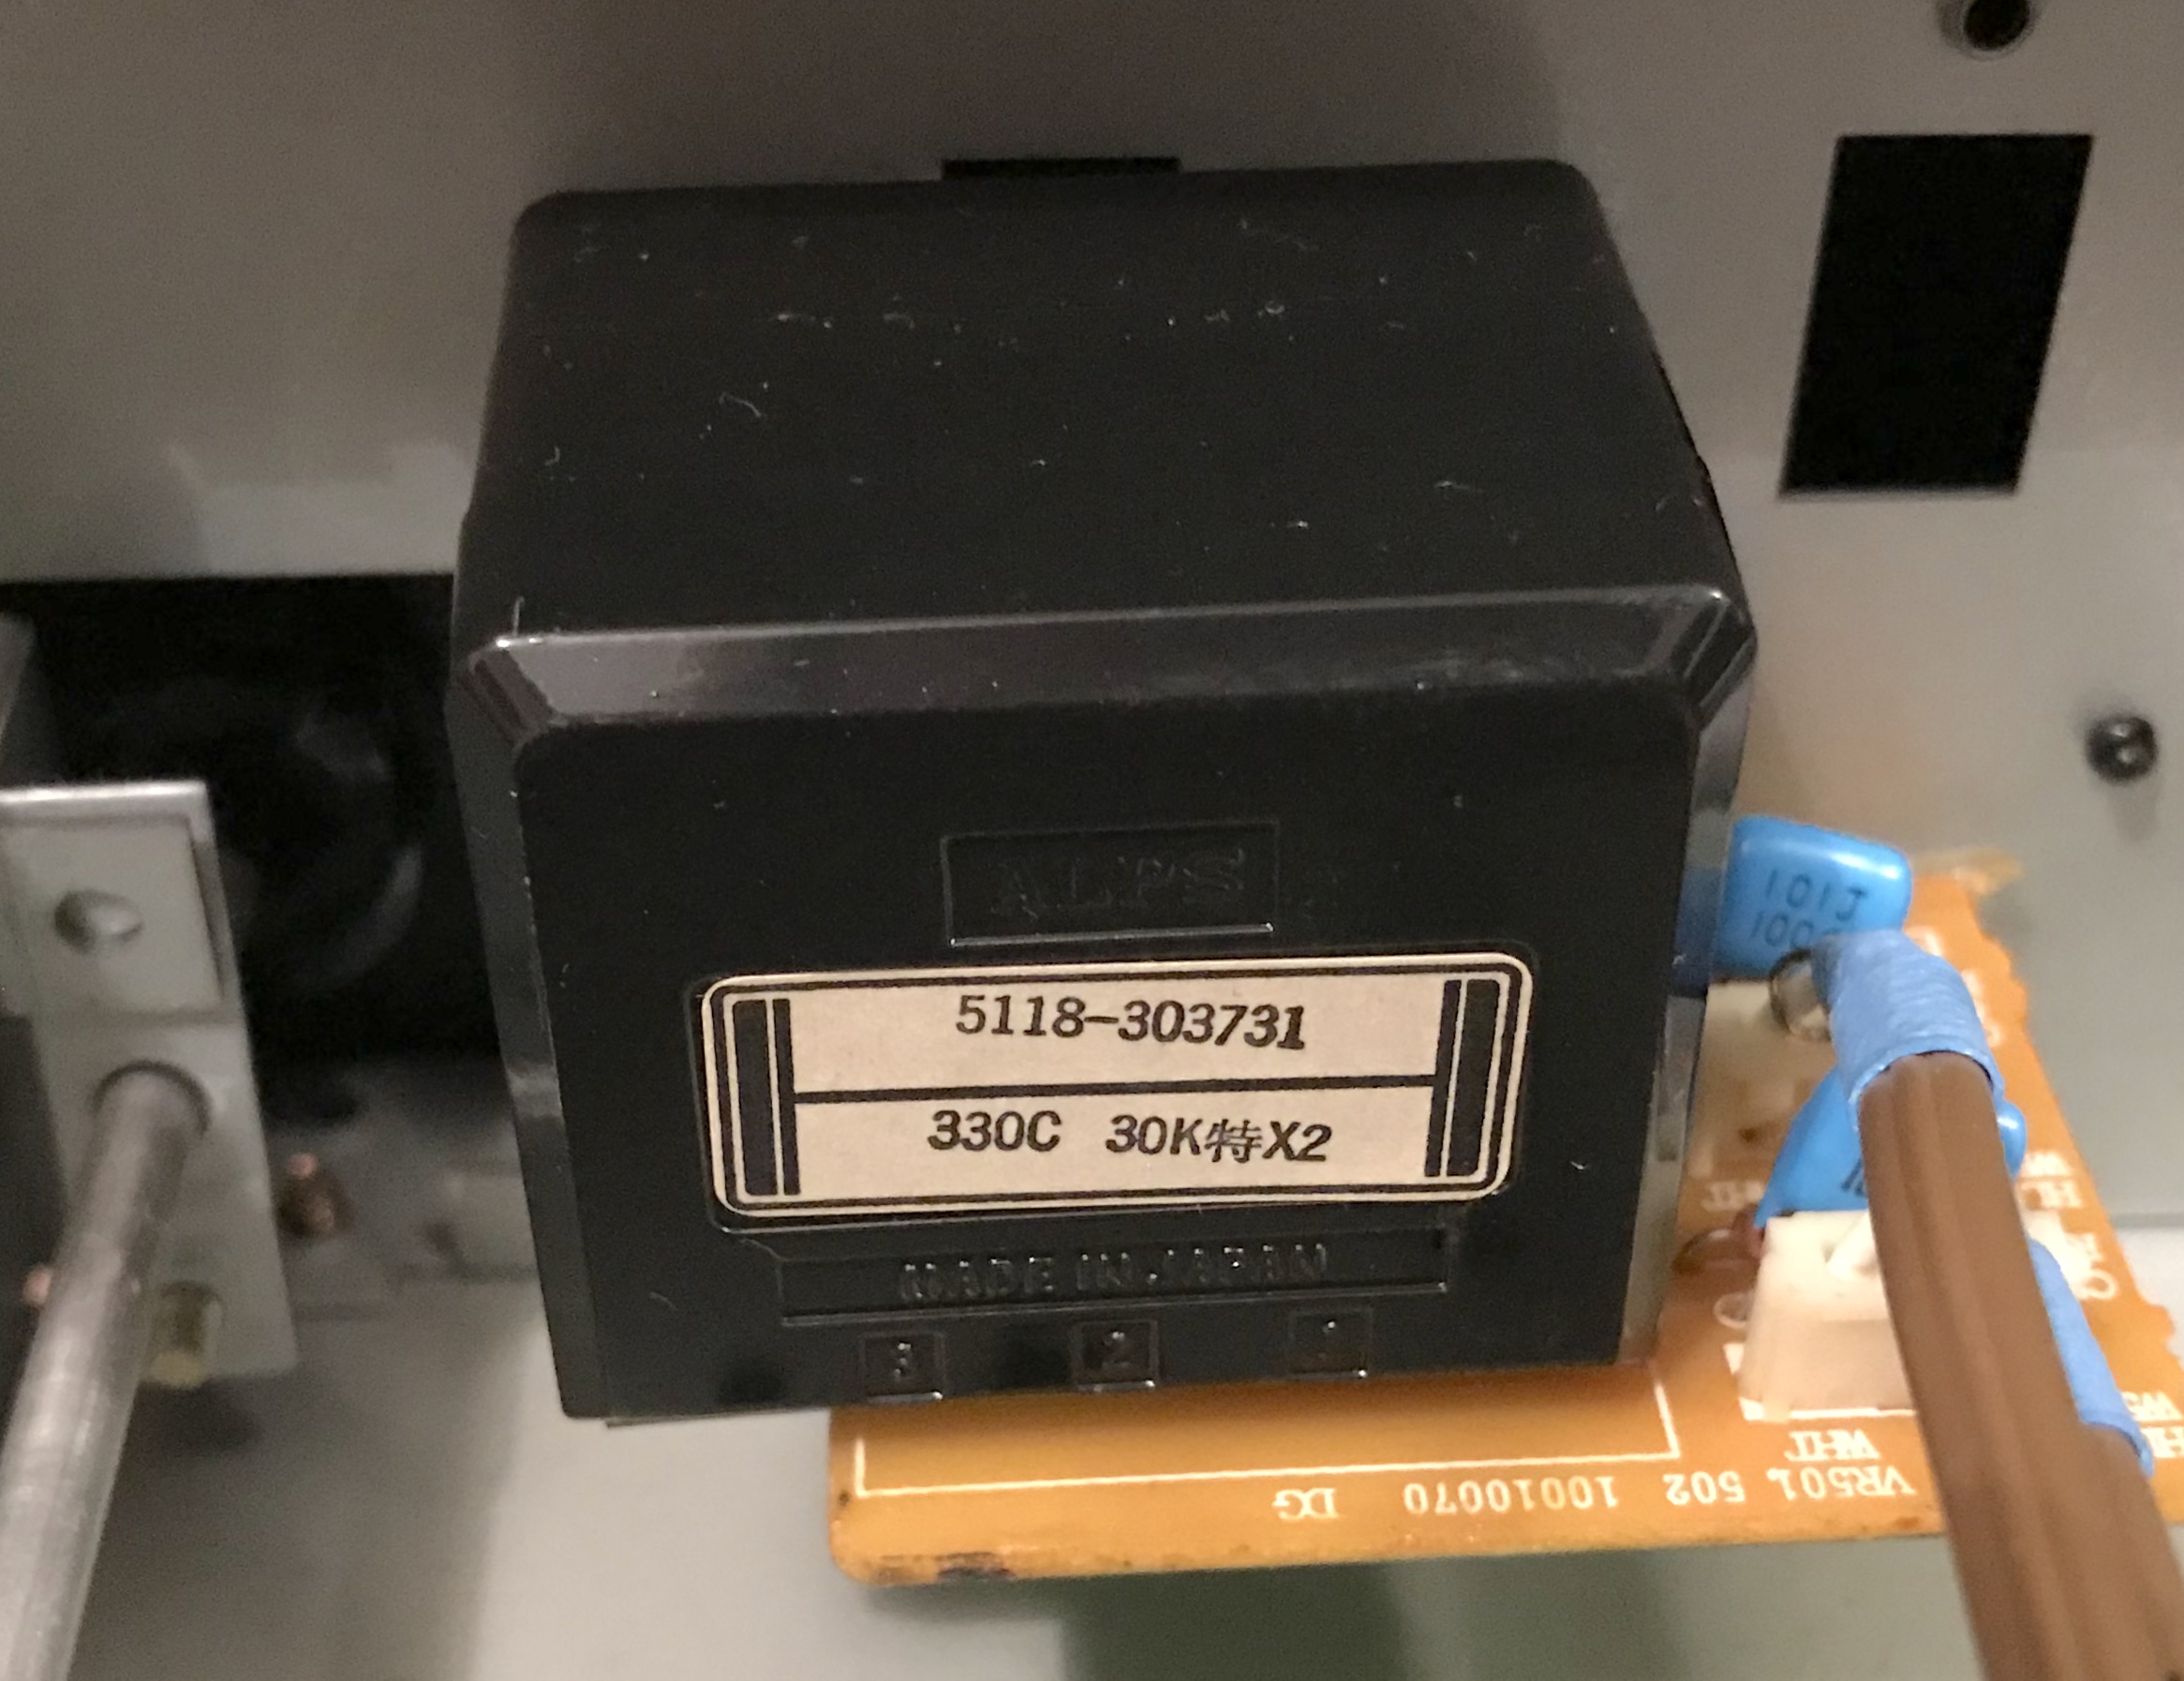 ALPS
5118-303731
330C 30K特X2
MADE IN JAPAN
3 2 1
101J
WHT
VR501, 502 10010070 DG